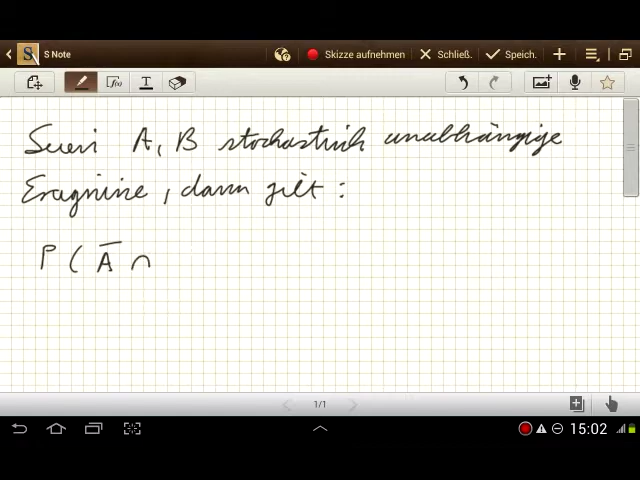 S Note
Skizze aufnehmen
Schließ.
Speich.
f(x)
T
Seien A, B stochastisch unabhängige
Ereignisse, dann gilt:
P ( A̅ ∩
1/1
15:02